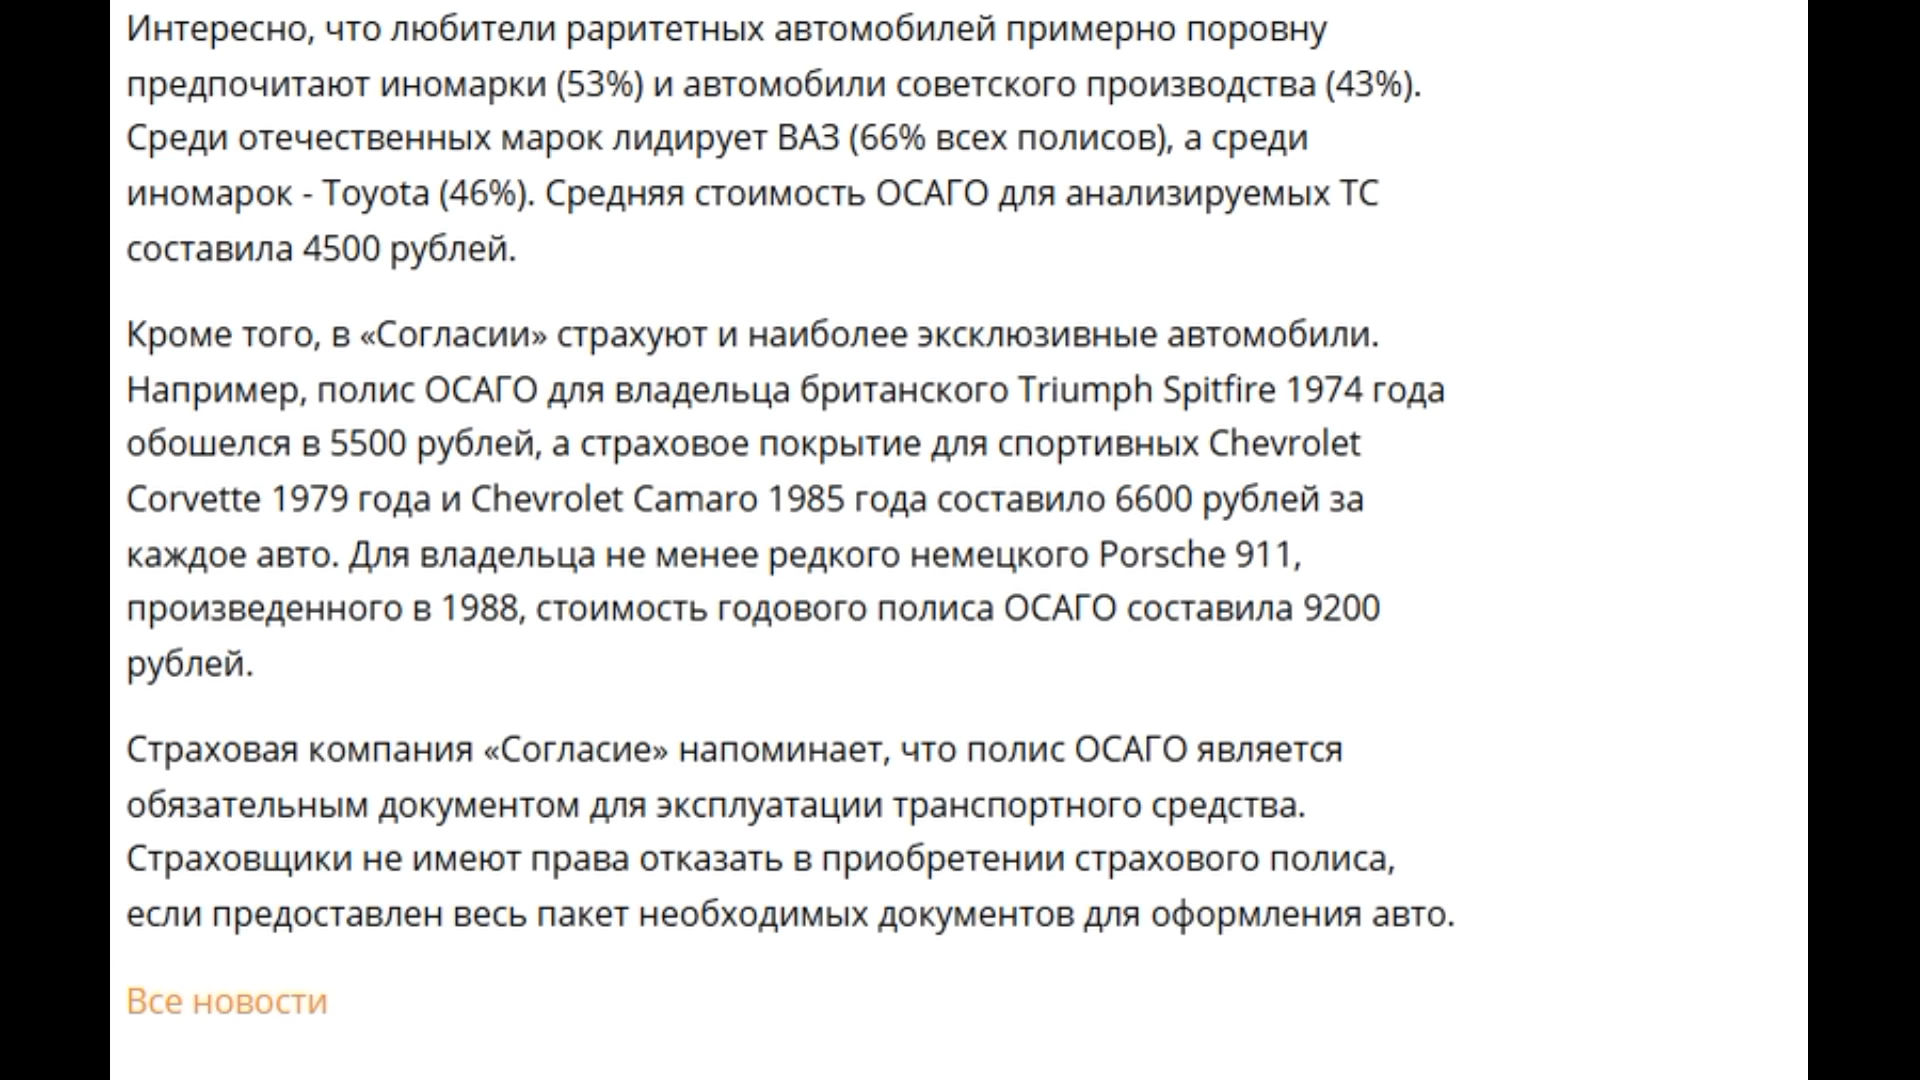 Интересно, что любители раритетных автомобилей примерно поровну
предпочитают иномарки (53%) и автомобили советского производства (43%).
Среди отечественных марок лидирует ВАЗ (66% всех полисов), а среди
иномарок - Toyota (46%). Средняя стоимость ОСАГО для анализируемых ТС
составила 4500 рублей.
Кроме того, в «Согласии» страхуют и наиболее эксклюзивные автомобили.
Например, полис ОСАГО для владельца британского Triumph Spitfire 1974 года
обошелся в 5500 рублей, а страховое покрытие для спортивных Chevrolet
Corvette 1979 года и Chevrolet Camaro 1985 года составило 6600 рублей за
каждое авто. Для владельца не менее редкого немецкого Porsche 911,
произведенного в 1988, стоимость годового полиса ОСАГО составила 9200
рублей.
Страховая компания «Согласие» напоминает, что полис ОСАГО является
обязательным документом для эксплуатации транспортного средства.
Страховщики не имеют права отказать в приобретении страхового полиса,
если предоставлен весь пакет необходимых документов для оформления авто.
Все новости